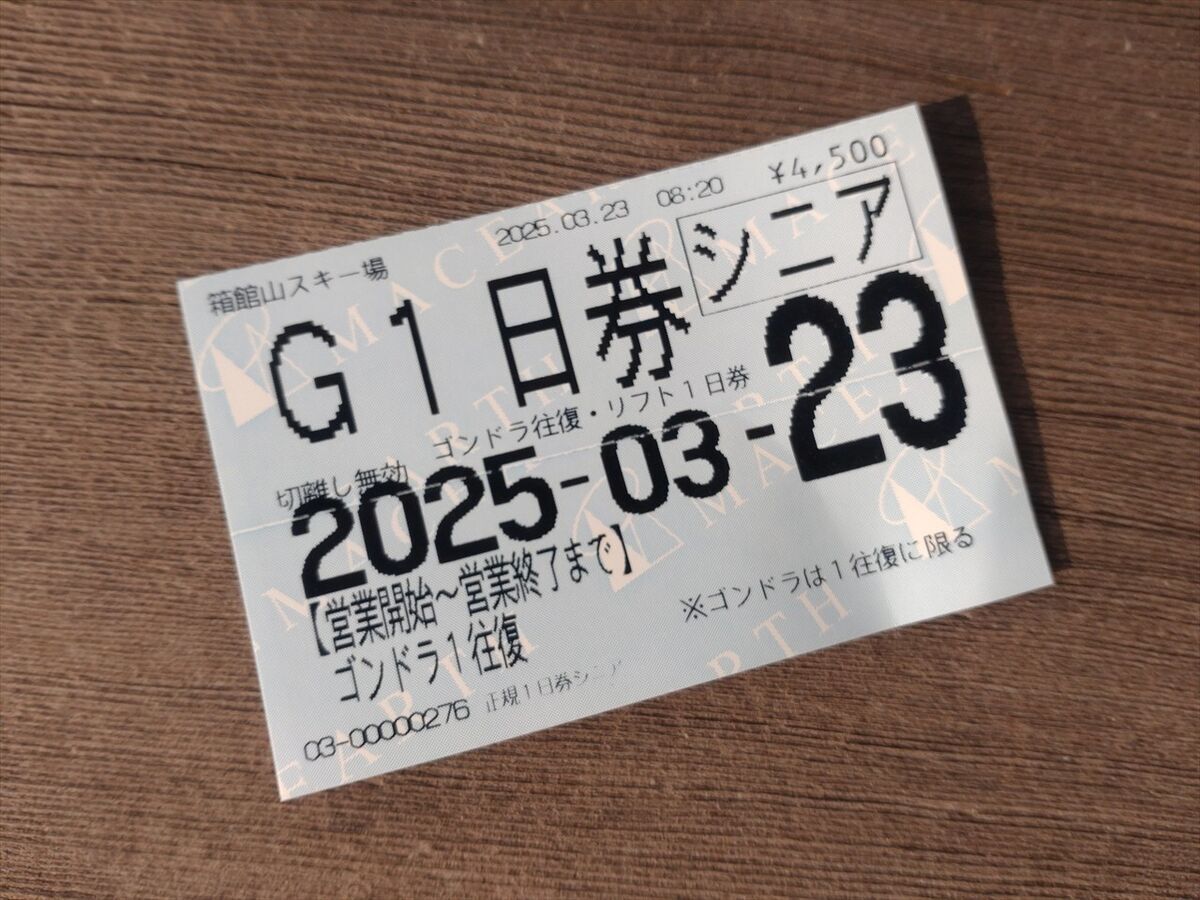 2025.03.23 08:20 ¥4,500
箱館山スキー場
G1日券 シニア
ゴンドラ往復・リフト1日券
切離し無効
2025-03-23
【営業開始~営業終了まで】
ゴンドラ1往復
※ゴンドラは1往復に限る
03-00000276 正規1日券シニア